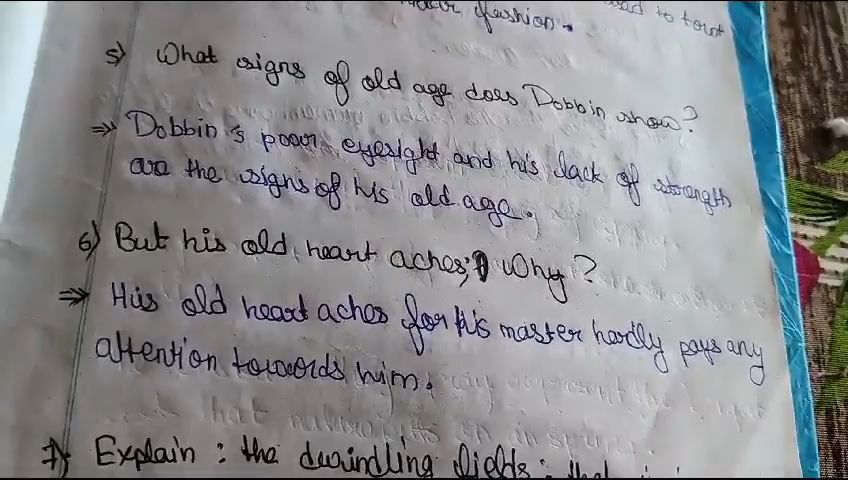 fashion.
to tout
5) What signs of old age does Dobbin show?
⇒ Dobbin's poor eyesight and his lack of strength
are the signs of his old age.
6) But his old heart aches; Why?
⇒ His old heart aches for his master hardly pays any
attention towards him.
7) Explain : the dwindling fields :